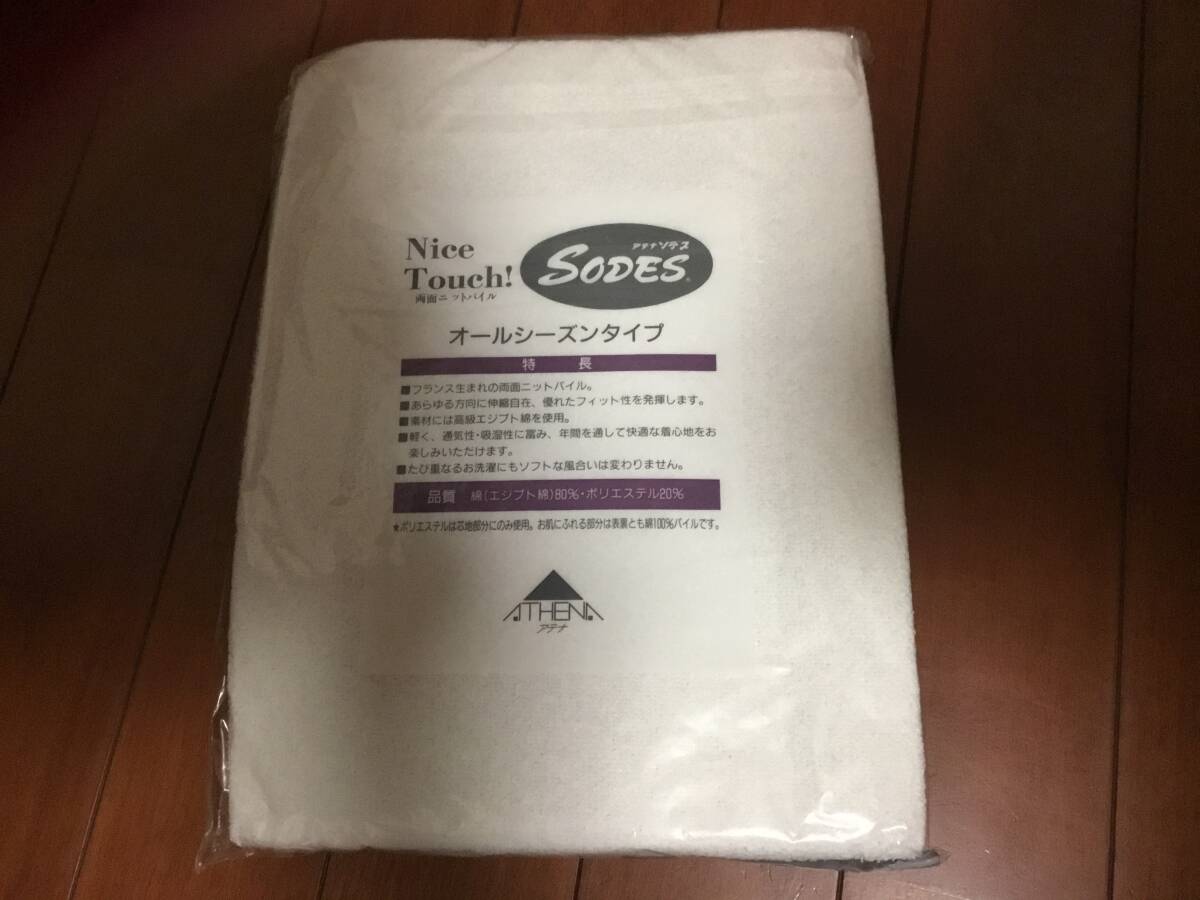 Nice
Touch!
両面ニットパイル
アテナソデス
SODES®
オールシーズンタイプ
特 長
■フランス生まれの両面ニットパイル。
■あらゆる方向に伸縮自在、優れたフィット性を発揮します。
■素材には高級エジプト綿を使用。
■軽く、通気性・吸湿性に富み、年間を通して快適な着心地をお
楽しみいただけます。
■たび重なるお洗濯にもソフトな風合いは変わりません。
品質 綿(エジプト綿)80%・ポリエステル20%
★ポリエステルは芯地部分にのみ使用。お肌にふれる部分は表裏とも綿100%パイルです。
ATHENA
アテナ